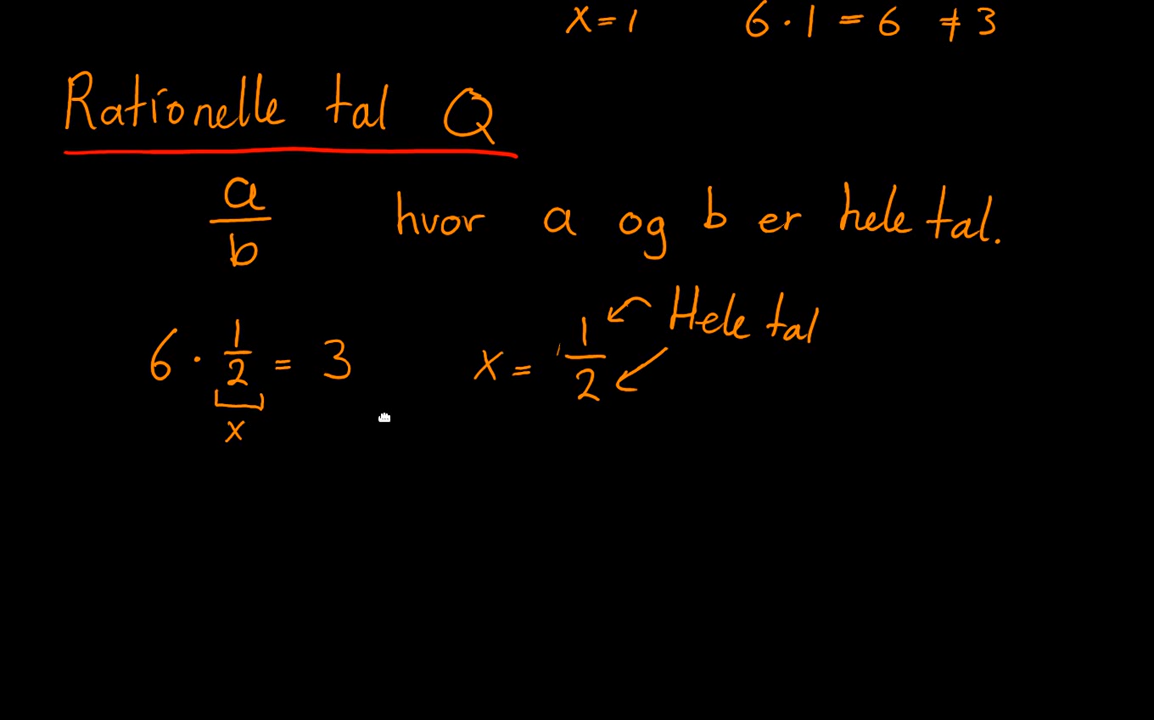 x = 1 6 · 1 = 6 ≠ 3
Rationelle tal Q
a/b hvor a og b er hele tal.
6 · 1/2 = 3 x = 1/2 Hele tal
x